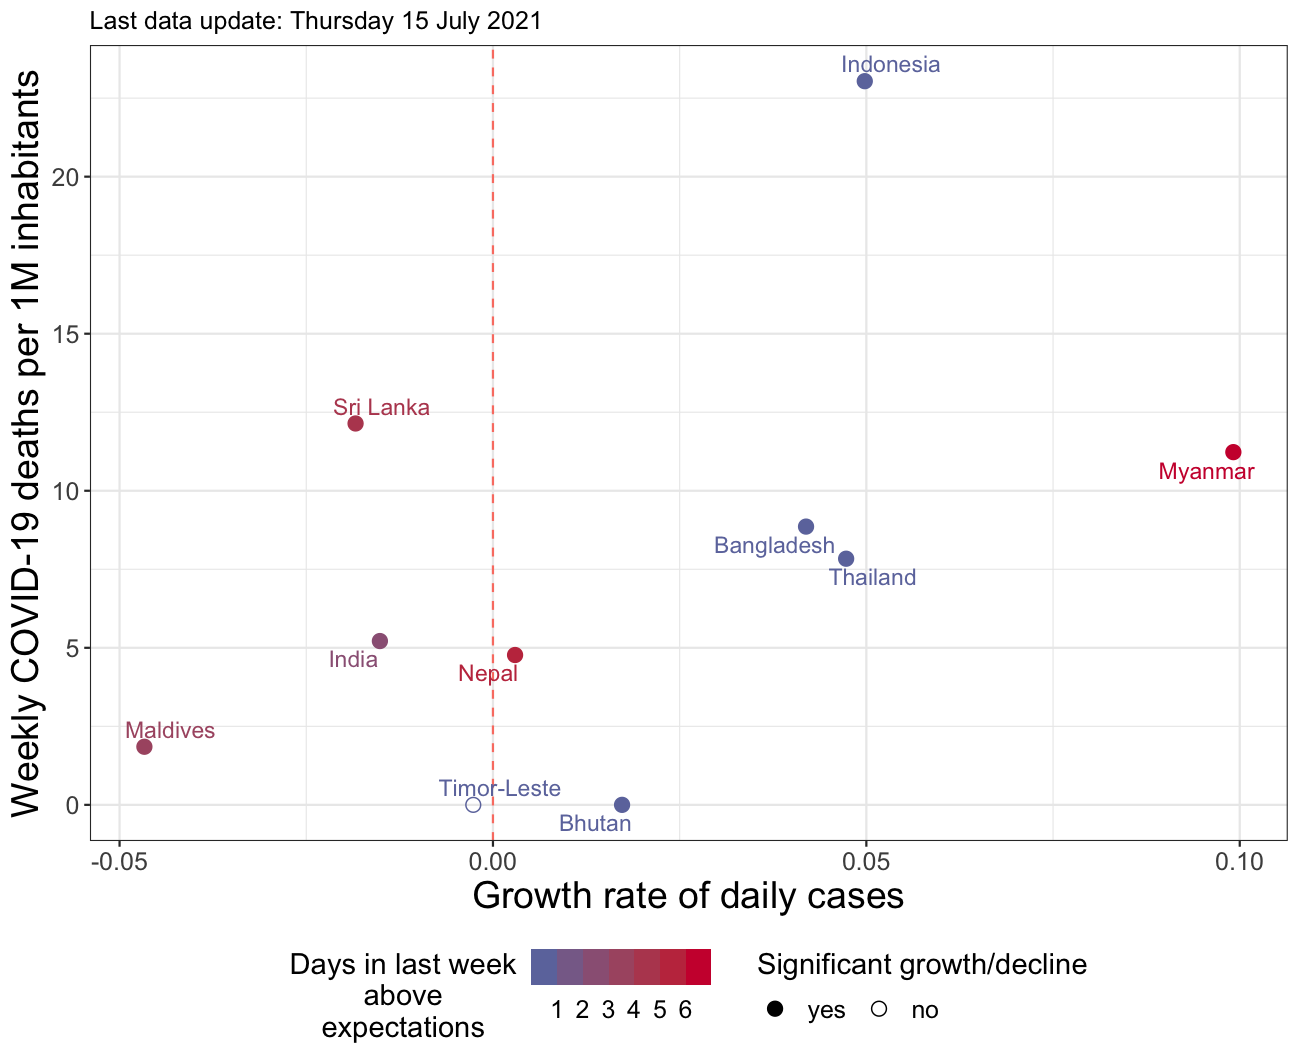 Last data update: Thursday 15 July 2021
Weekly COVID-19 deaths per 1M inhabitants
20
15
10
5
0
Indonesia
Sri Lanka
Myanmar
Bangladesh
Thailand
India
Nepal
Maldives
Timor-Leste
Bhutan
-0.05 0.00 0.05 0.10
Growth rate of daily cases
Days in last week
above
expectations
1 2 3 4 5 6
Significant growth/decline
yes no